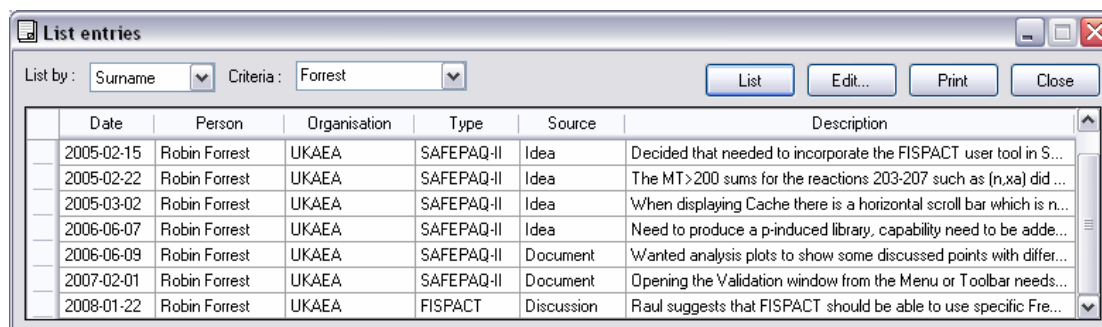 List entries
List by : Surname Criteria : Forrest List Edit... Print Close
Date Person Organisation Type Source Description
2005-02-15 Robin Forrest UKAEA SAFEPAQ-II Idea Decided that needed to incorporate the FISPACT user tool in S...
2005-02-22 Robin Forrest UKAEA SAFEPAQ-II Idea The MT>200 sums for the reactions 203-207 such as (n,xa) did ...
2005-03-02 Robin Forrest UKAEA SAFEPAQ-II Idea When displaying Cache there is a horizontal scroll bar which is n...
2006-06-07 Robin Forrest UKAEA SAFEPAQ-II Idea Need to produce a p-induced library, capability need to be adde...
2006-06-09 Robin Forrest UKAEA SAFEPAQ-II Document Wanted analysis plots to show some discussed points with differ...
2007-02-01 Robin Forrest UKAEA SAFEPAQ-II Document Opening the Validation window from the Menu or Toolbar needs...
2008-01-22 Robin Forrest UKAEA FISPACT Discussion Raul suggests that FISPACT should be able to use specific Fre...